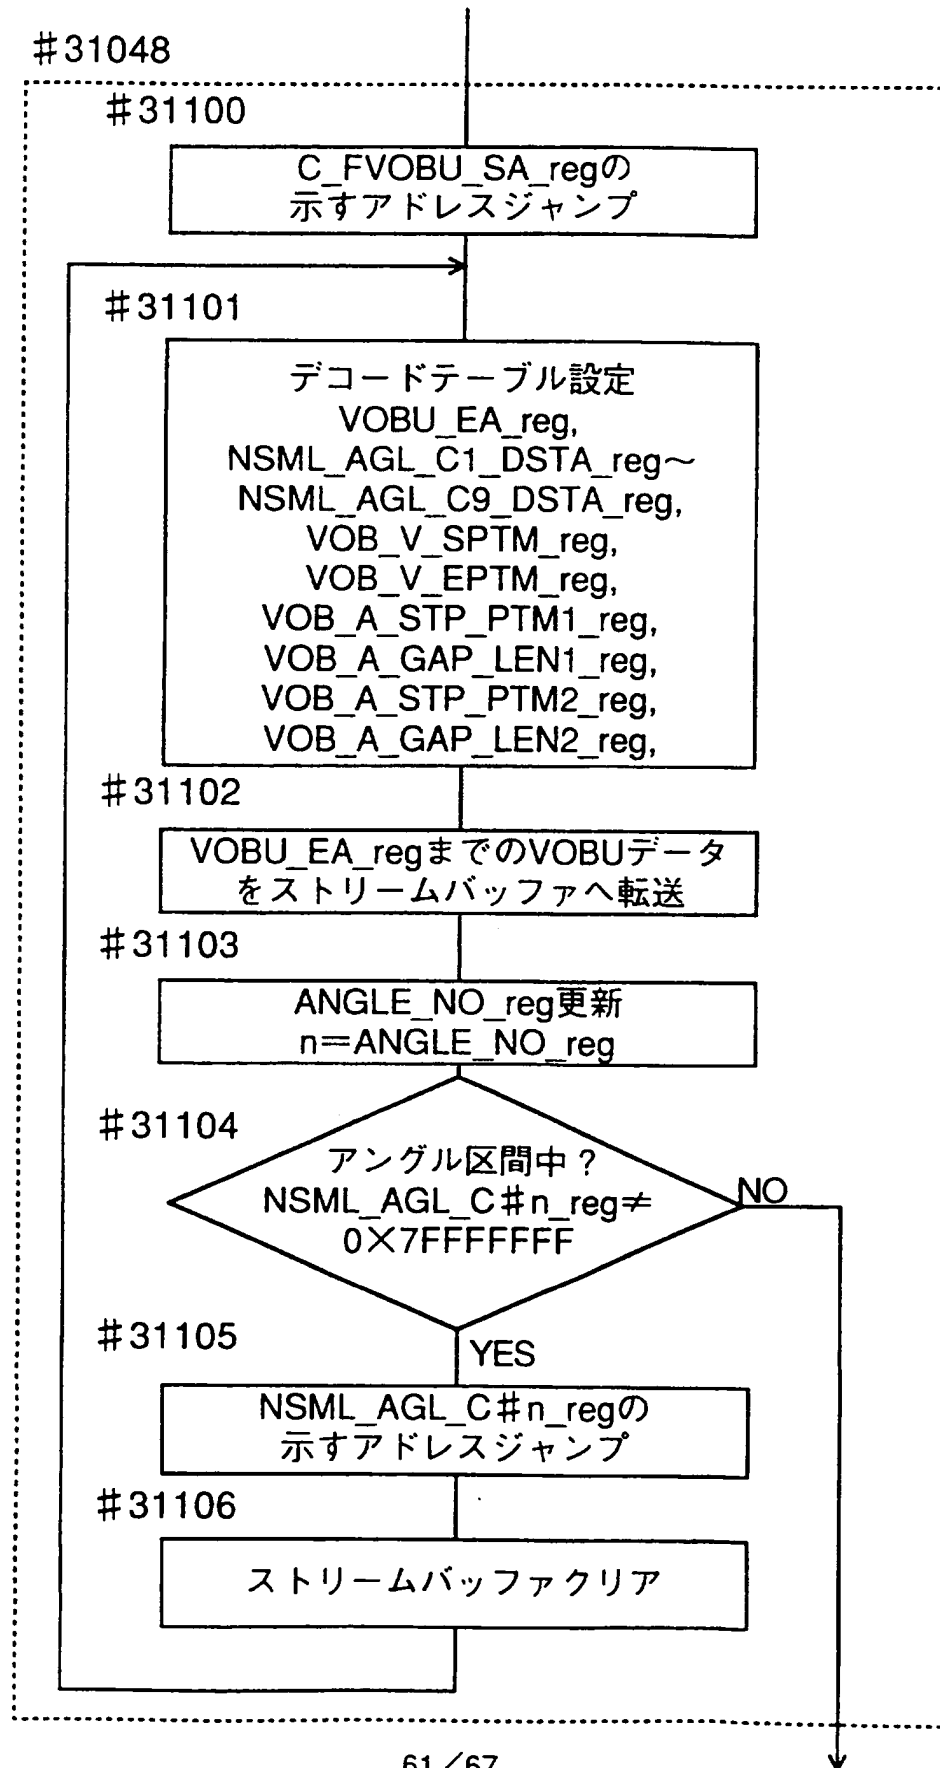 #31048
#31100
C_FVOBU_SA_regの
示すアドレスジャンプ
#31101
デコードテーブル設定
VOBU_EA_reg,
NSML_AGL_C1_DSTA_reg～
NSML_AGL_C9_DSTA_reg,
VOB_V_SPTM_reg,
VOB_V_EPTM_reg,
VOB_A_STP_PTM1_reg,
VOB_A_GAP_LEN1_reg,
VOB_A_STP_PTM2_reg,
VOB_A_GAP_LEN2_reg,
#31102
VOBU_EA_regまでのVOBUデータ
をストリームバッファへ転送
#31103
ANGLE_NO_reg更新
n＝ANGLE_NO_reg
#31104
アングル区間中？
NSML_AGL_C#n_reg≠
0×7FFFFFFF
NO
#31105
YES
NSML_AGL_C#n_regの
示すアドレスジャンプ
#31106
ストリームバッファクリア
61／67